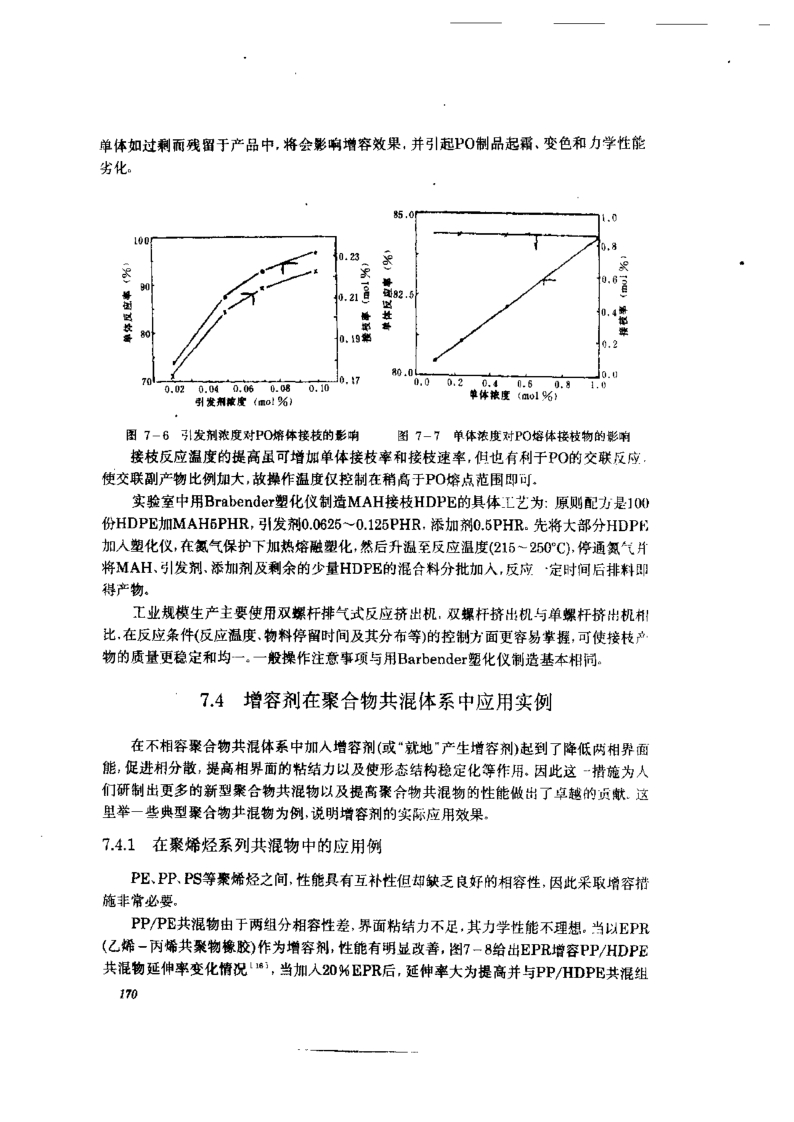 单体如过剩而残留于产品中,将会影响增容效果,并引起PO制品起霜、变色和力学性能
劣化。
100
90
80
70
单体反应率 (%)
0.02 0.04 0.06 0.08 0.10
引发剂浓度 (mol%)
0.23
0.21
0.19
0.17
接枝率 (mol%)
85.0
82.5
80.0
单体反应率 (%)
0.0 0.2 0.4 0.6 0.8 1.0
单体浓度 (mol%)
1.0
0.8
0.6
0.4
0.2
0.0
接枝率 (mol%)
图 7-6 引发剂浓度对PO熔体接枝的影响
图 7-7 单体浓度对PO熔体接枝物的影响
接枝反应温度的提高虽可增加单体接枝率和接枝速率,但也有利于PO的交联反应.
使交联副产物比例加大,故操作温度仅控制在稍高于PO熔点范围即可。
实验室中用Brabender塑化仪制造MAH接枝HDPE的具体工艺为: 原则配方是100
份HDPE加MAH5PHR,引发剂0.0625~0.125PHR,添加剂0.5PHR。先将大部分HDPE
加入塑化仪,在氮气保护下加热熔融塑化,然后升温至反应温度(215~250℃),停通氮气并
将MAH、引发剂、添加剂及剩余的少量HDPE的混合料分批加入,反应一定时间后排料即
得产物。
工业规模生产主要使用双螺杆排气式反应挤出机,双螺杆挤出机与单螺杆挤出机相
比,在反应条件(反应温度、物料停留时间及其分布等)的控制方面更容易掌握,可使接枝产
物的质量更稳定和均一。一般操作注意事项与用Barbender塑化仪制造基本相同。
7.4 增容剂在聚合物共混体系中应用实例
在不相容聚合物共混体系中加入增容剂(或“就地”产生增容剂)起到了降低两相界面
能,促进相分散,提高相界面的粘结力以及使形态结构稳定化等作用。因此这一措施为人
们研制出更多的新型聚合物共混物以及提高聚合物共混物的性能做出了卓越的贡献。这
里举一些典型聚合物共混物为例,说明增容剂的实际应用效果。
7.4.1 在聚烯烃系列共混物中的应用例
PE、PP、PS等聚烯烃之间,性能具有互补性但却缺乏良好的相容性,因此采取增容措
施非常必要。
PP/PE共混物由于两组分相容性差,界面粘结力不足,其力学性能不理想。当以EPR
(乙烯-丙烯共聚物橡胶)作为增容剂,性能有明显改善,图7-8给出EPR增容PP/HDPE
共混物延伸率变化情况[16],当加入20%EPR后,延伸率大为提高并与PP/HDPE共混组
170